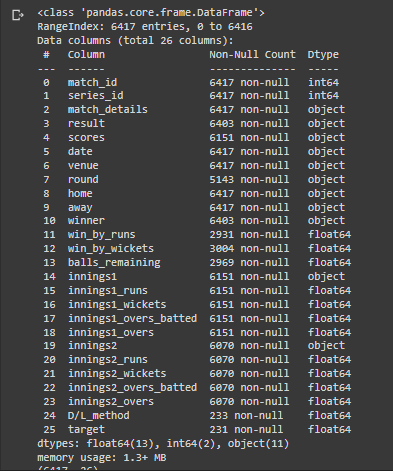 <class 'pandas.core.frame.DataFrame'>
RangeIndex: 6417 entries, 0 to 6416
Data columns (total 26 columns):
 #   Column                Non-Null Count  Dtype
---  ------                --------------  -----
 0   match_id              6417 non-null   int64
 1   series_id             6417 non-null   int64
 2   match_details         6417 non-null   object
 3   result                6403 non-null   object
 4   scores                6151 non-null   object
 5   date                  6417 non-null   object
 6   venue                 6417 non-null   object
 7   round                 5143 non-null   object
 8   home                  6417 non-null   object
 9   away                  6417 non-null   object
 10  winner                6403 non-null   object
 11  win_by_runs           2931 non-null   float64
 12  win_by_wickets        3004 non-null   float64
 13  balls_remaining       2969 non-null   float64
 14  innings1              6151 non-null   object
 15  innings1_runs         6151 non-null   float64
 16  innings1_wickets      6151 non-null   float64
 17  innings1_overs_batted 6151 non-null   float64
 18  innings1_overs        6151 non-null   float64
 19  innings2              6070 non-null   object
 20  innings2_runs         6070 non-null   float64
 21  innings2_wickets      6070 non-null   float64
 22  innings2_overs_batted 6070 non-null   float64
 23  innings2_overs        6070 non-null   float64
 24  D/L_method            233 non-null    float64
 25  target                231 non-null    float64
dtypes: float64(13), int64(2), object(11)
memory usage: 1.3+ MB
(6417, 26)